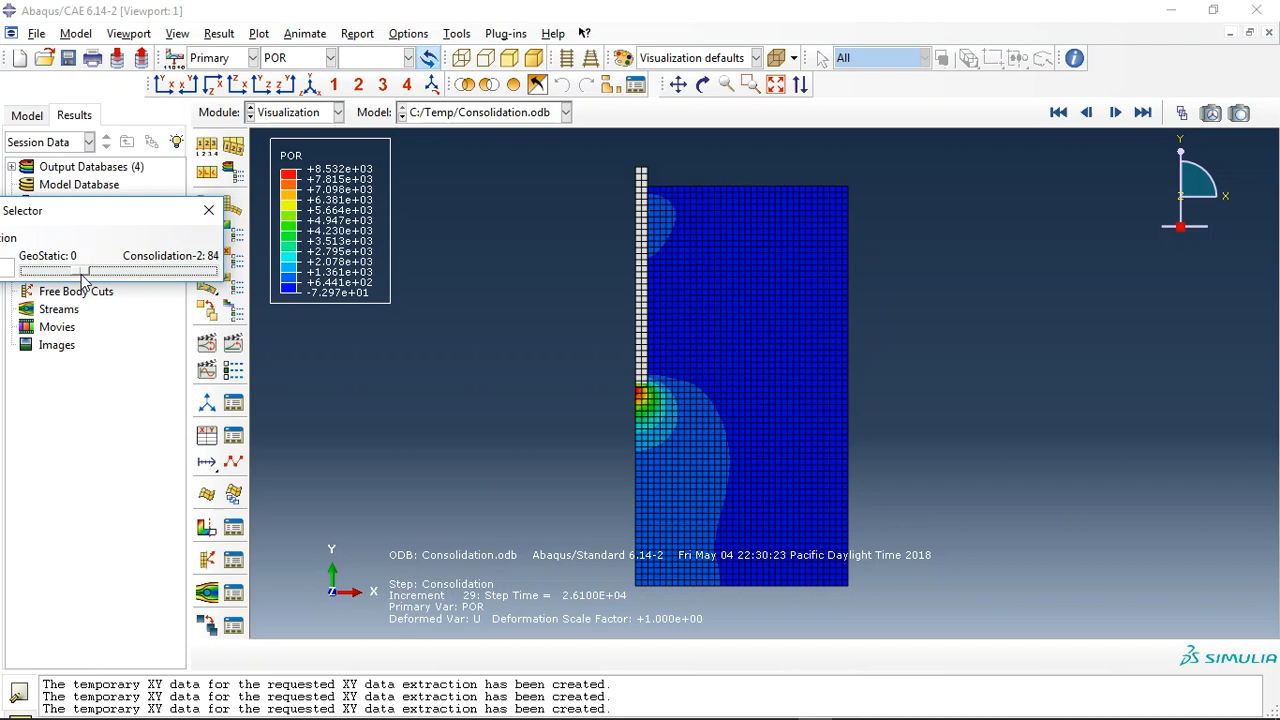 Abaqus/CAE 6.14-2 [Viewport: 1]
File Model Viewport View Result Plot Animate Report Options Tools Plug-ins Help
Primary POR Visualization defaults All
1 2 3 4
Model Results Module: Visualization Model: C:/Temp/Consolidation.odb
Session Data
Output Databases (4)
Model Database
Selector
tion
GeoStatic: 0 Consolidation-2: 84
Free Body Cuts
Streams
Movies
Images
POR
+8.532e+03
+7.815e+03
+7.098e+03
+6.381e+03
+5.664e+03
+4.947e+03
+4.230e+03
+3.513e+03
+2.795e+03
+1.361e+03
+6.441e+02
-7.297e+01
Y
Z X
Y
Z X
ODB: Consolidation.odb Abaqus/Standard 6.14-2 Fri May 04 22:30:23 Pacific Daylight Time 2018
Step: Consolidation
Increment 29: Step Time = 2.6100E+04
Primary Var: POR
Deformed Var: U Deformation Scale Factor: +1.000e+00
SIMULIA
The temporary XY data for the requested XY data extraction has been created.
The temporary XY data for the requested XY data extraction has been created.
The temporary XY data for the requested XY data extraction has been created.